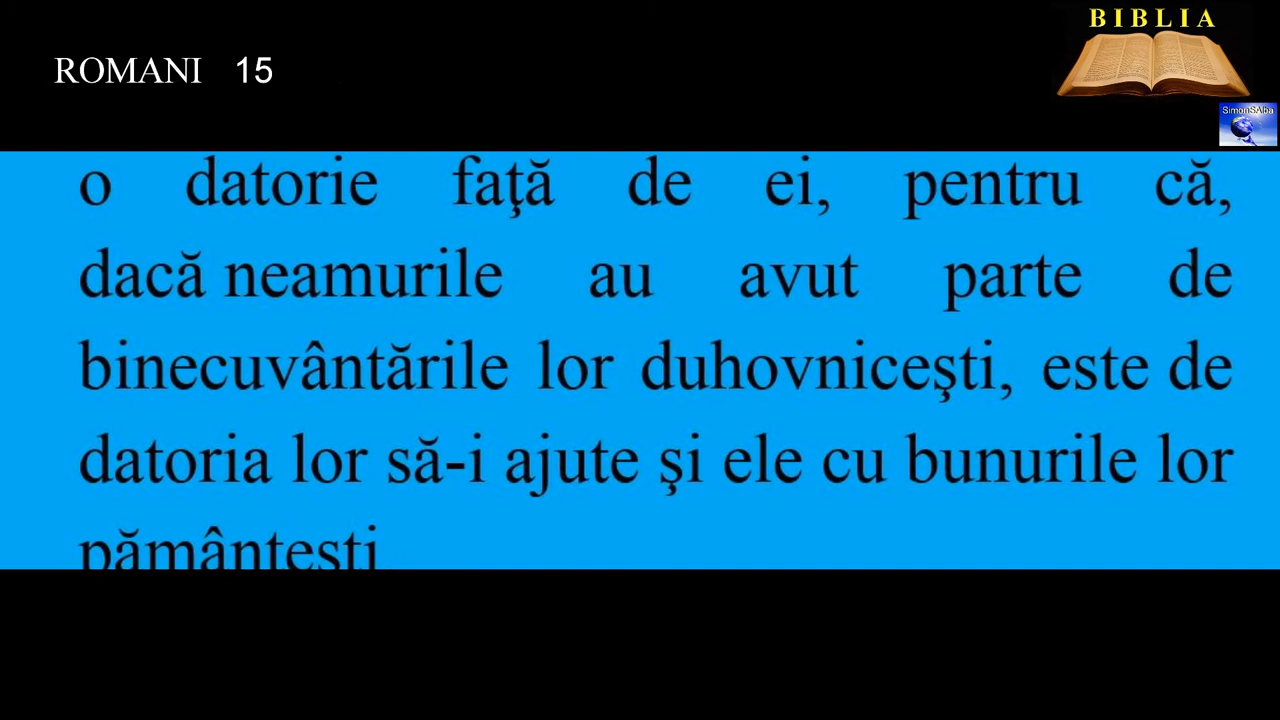 BIBLIA
ROMANI 15
SimonSAlba
o datorie faţă de ei, pentru că,
dacă neamurile au avut parte de
binecuvântările lor duhovniceşti, este de
datoria lor să-i ajute şi ele cu bunurile lor
pământeşti